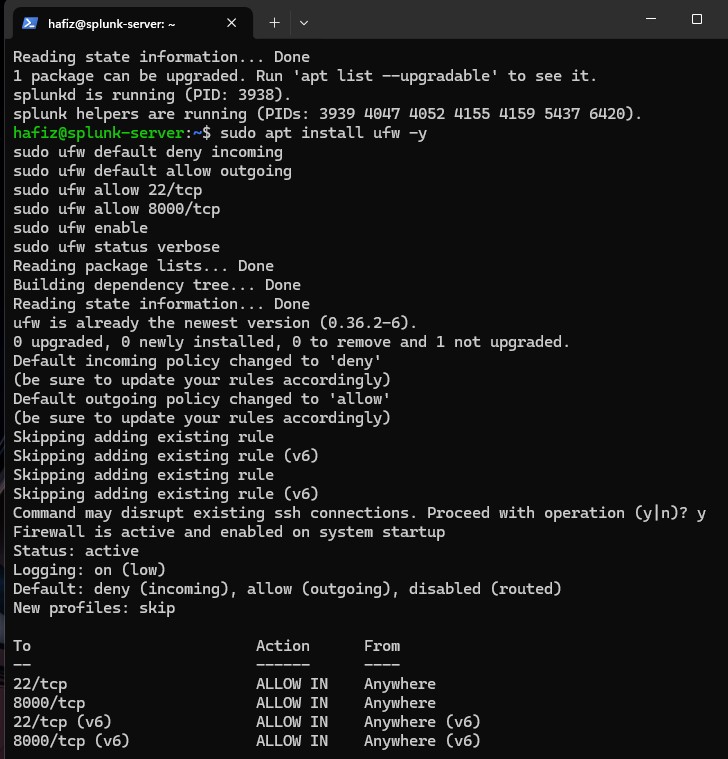 hafiz@splunk-server: ~
Reading state information... Done
1 package can be upgraded. Run 'apt list --upgradable' to see it.
splunkd is running (PID: 3938).
splunk helpers are running (PIDs: 3939 4047 4052 4155 4159 5437 6420).
hafiz@splunk-server:~$ sudo apt install ufw -y
sudo ufw default deny incoming
sudo ufw default allow outgoing
sudo ufw allow 22/tcp
sudo ufw allow 8000/tcp
sudo ufw enable
sudo ufw status verbose
Reading package lists... Done
Building dependency tree... Done
Reading state information... Done
ufw is already the newest version (0.36.2-6).
0 upgraded, 0 newly installed, 0 to remove and 1 not upgraded.
Default incoming policy changed to 'deny'
(be sure to update your rules accordingly)
Default outgoing policy changed to 'allow'
(be sure to update your rules accordingly)
Skipping adding existing rule
Skipping adding existing rule (v6)
Skipping adding existing rule
Skipping adding existing rule (v6)
Command may disrupt existing ssh connections. Proceed with operation (y|n)? y
Firewall is active and enabled on system startup
Status: active
Logging: on (low)
Default: deny (incoming), allow (outgoing), disabled (routed)
New profiles: skip
To                         Action      From
--                         ------      ----
22/tcp                     ALLOW IN    Anywhere
8000/tcp                   ALLOW IN    Anywhere
22/tcp (v6)                ALLOW IN    Anywhere (v6)
8000/tcp (v6)              ALLOW IN    Anywhere (v6)